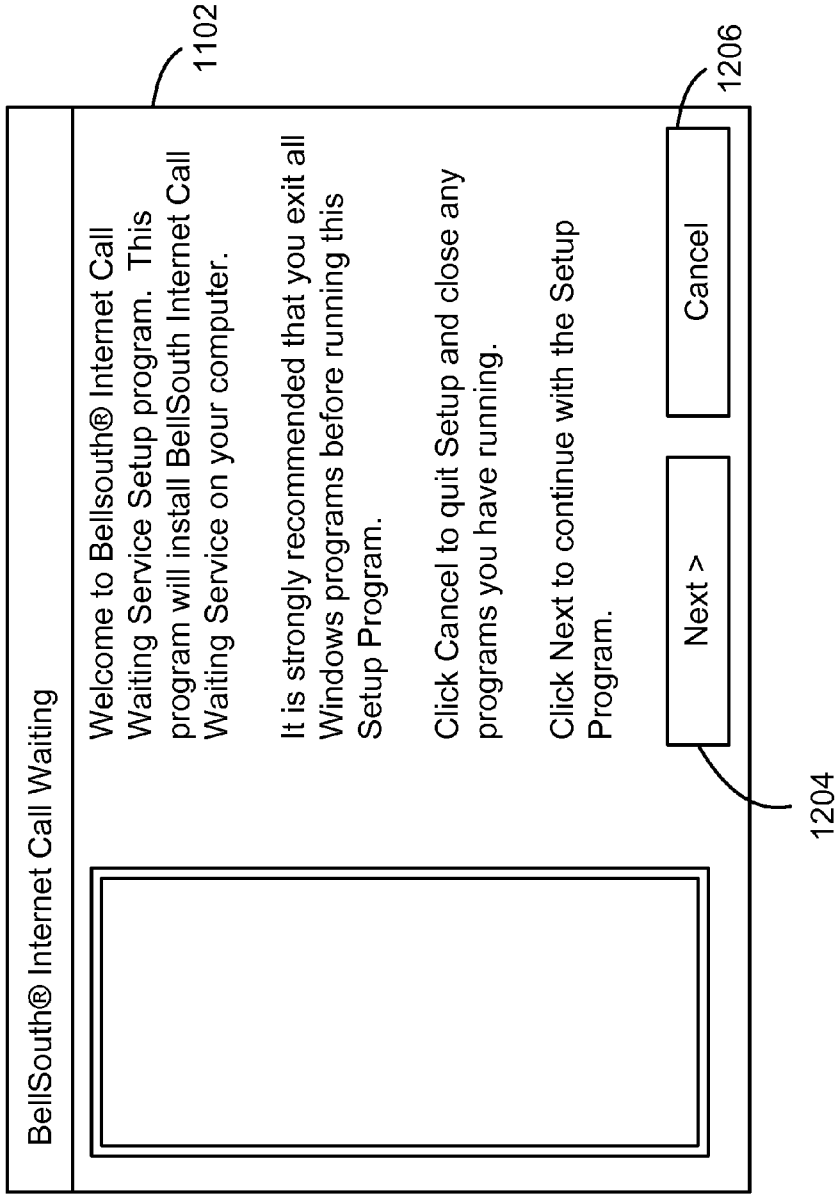 BellSouth® Internet Call Waiting
Welcome to Bellsouth® Internet Call
Waiting Service Setup program.  This
program will install BellSouth Internet Call
Waiting Service on your computer.
It is strongly recommended that you exit all
Windows programs before running this
Setup Program.
Click Cancel to quit Setup and close any
programs you have running.
Click Next to continue with the Setup
Program.
Next >
Cancel
1102
1204
1206